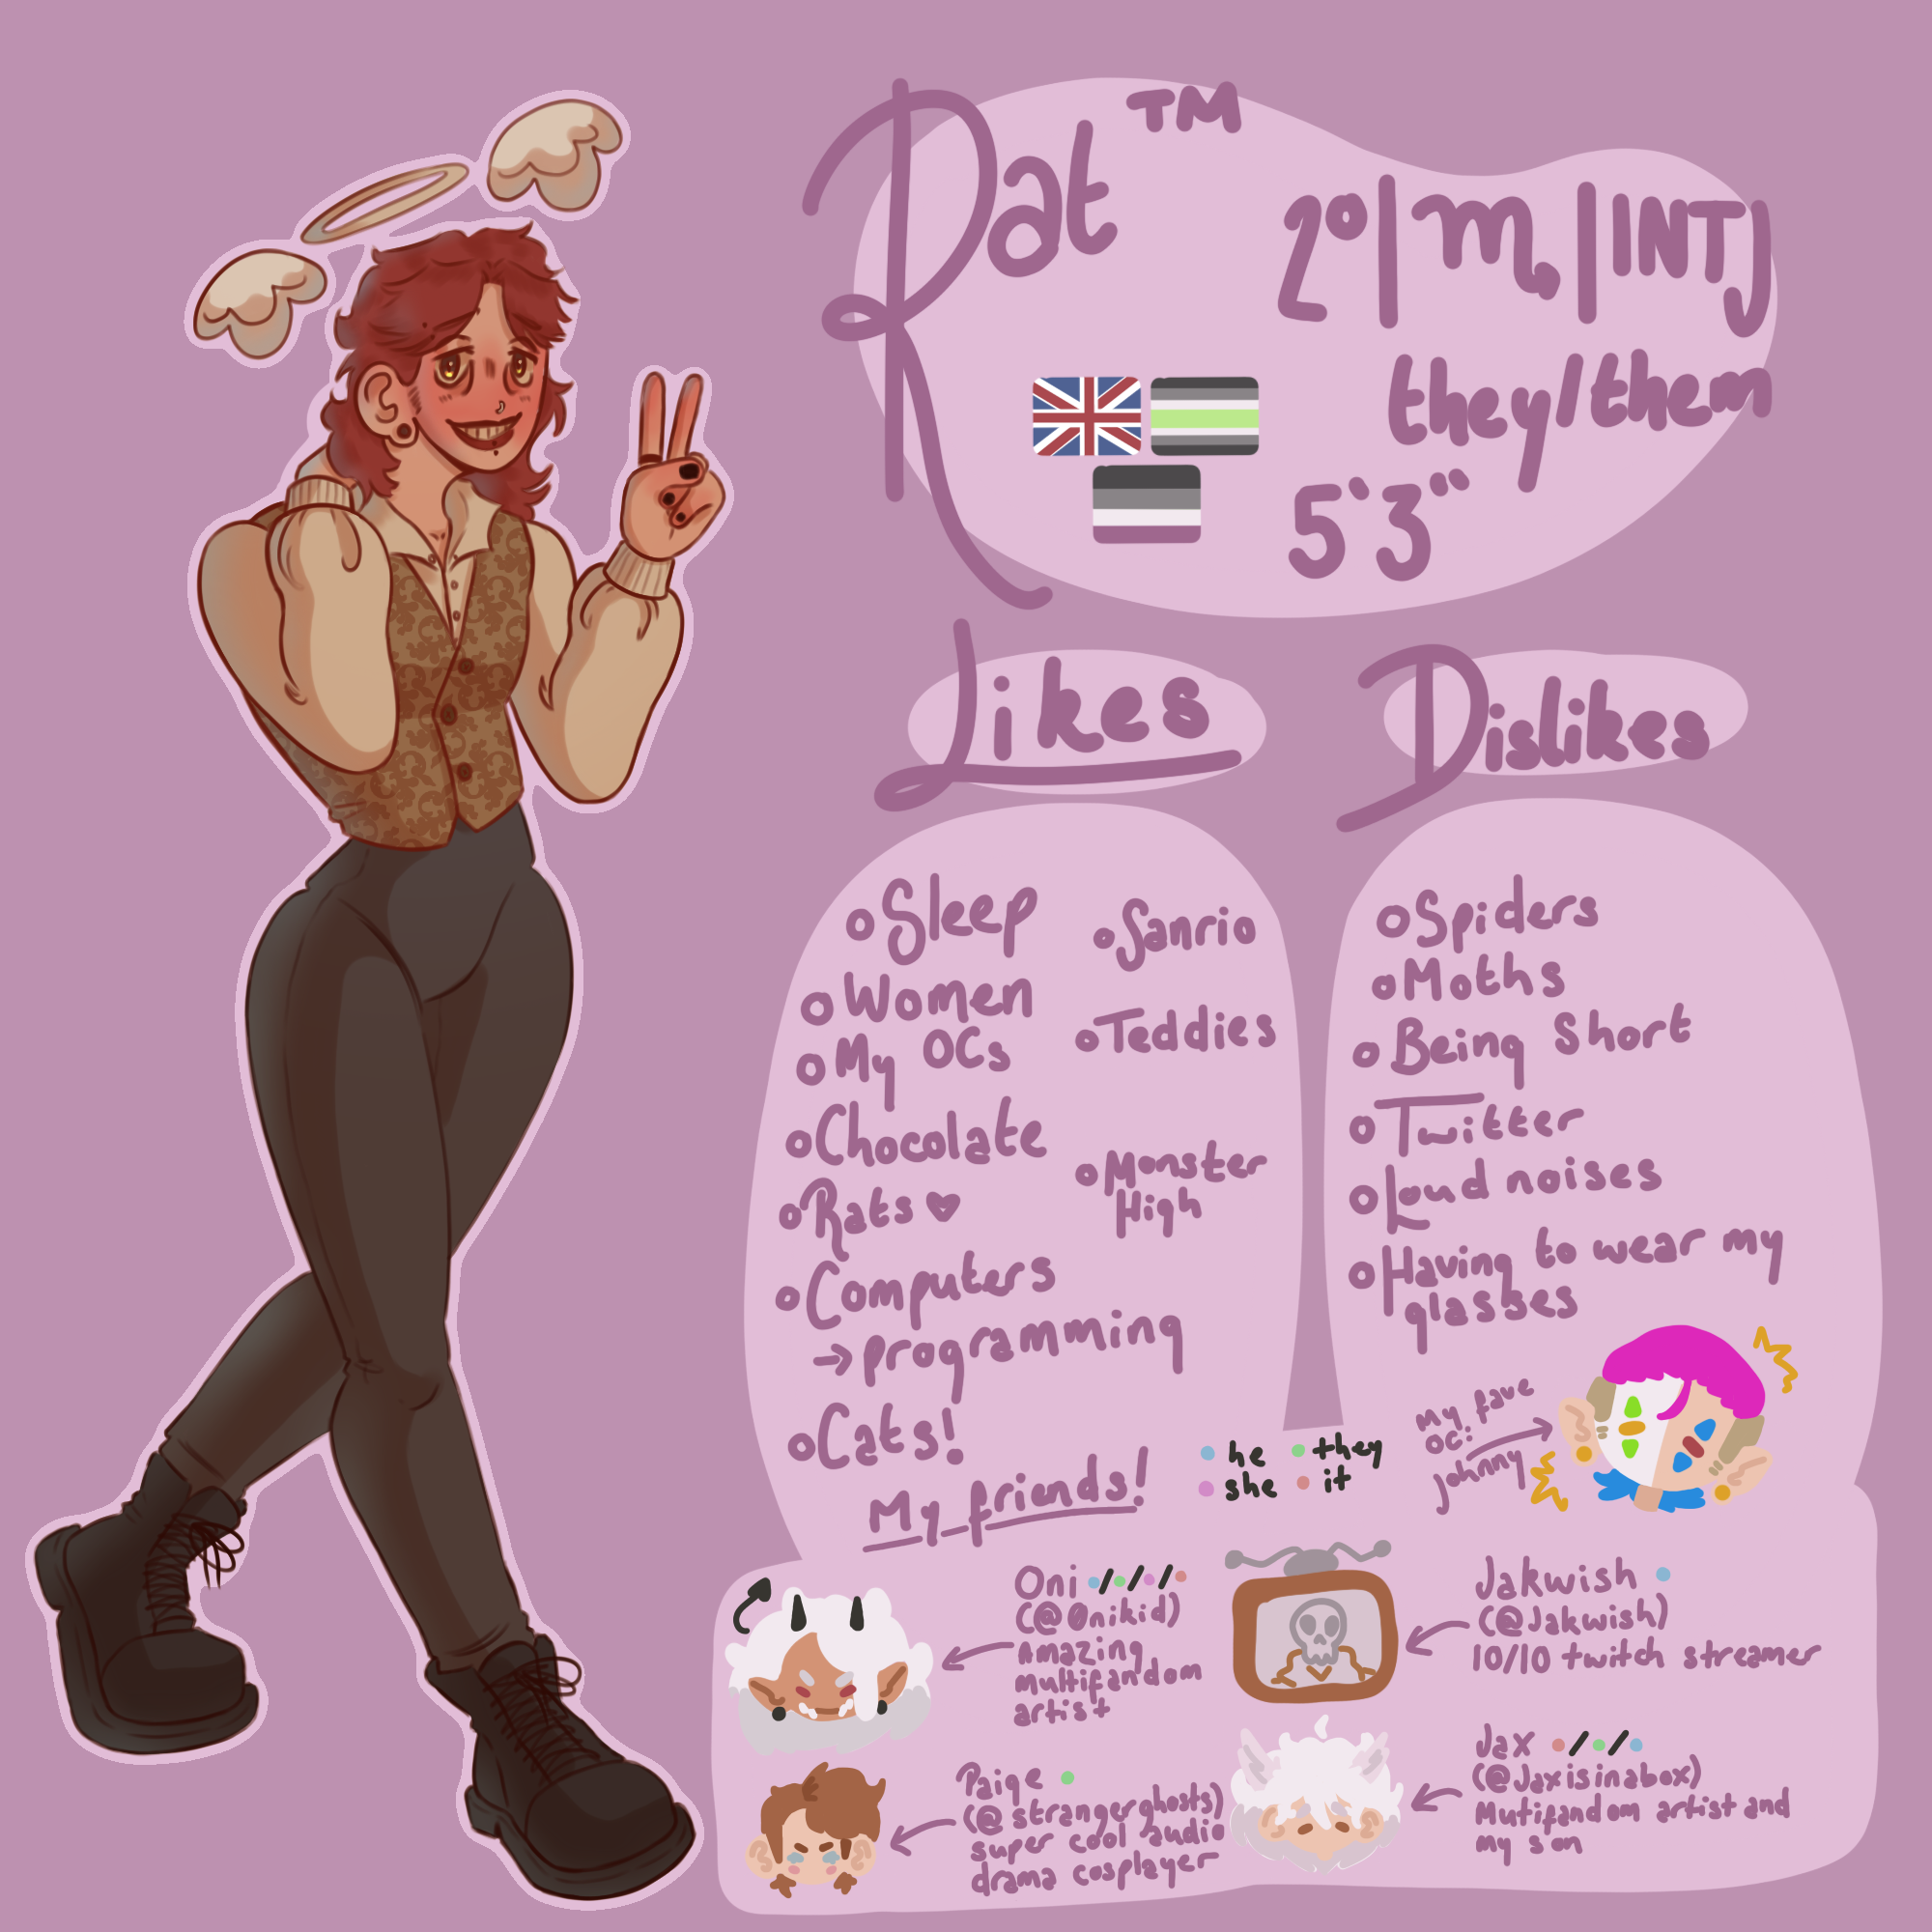 Rat™
20|♏|INTJ
they/them
5'3"
Likes
Sleep
Women
My OCs
Chocolate
Rats ♥
Computers
→ programming
Cats!
Sanrio
Teddies
Monster
High
Dislikes
Spiders
Moths
Being Short
Twitter
Loud noises
Having to wear my
glasses
my fave
oc:
Johnny
My friends!
he they
she it
Oni / / /
(@0nikid)
Amazing
multifandom
artist
Jakwish
(@Jakwish)
10/10 twitch streamer
Paige
(@strangerghosts)
super cool audio
drama cosplayer
Jax / /
(@Jaxisinabox)
Mutifandom artist and
my son